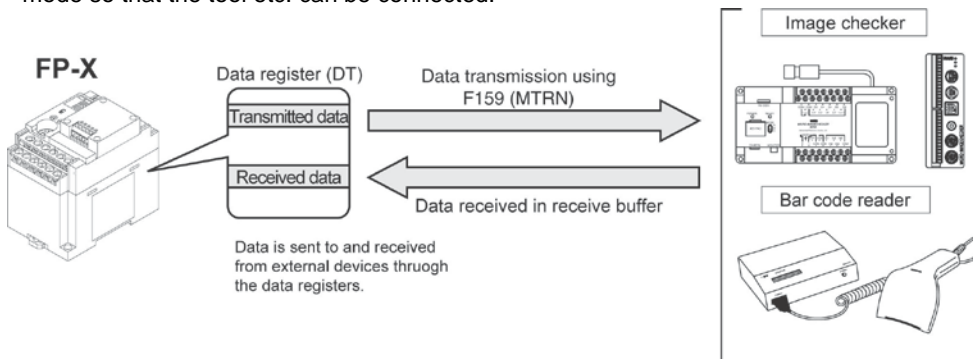 mode so that the tool etc. can be connected.
Image checker
FP-X
Data register (DT)
Data transmission using
F159 (MTRN)
Transmitted data
Received data
Data received in receive buffer
Bar code reader
Data is sent to and received
from external devices thruogh
the data registers.